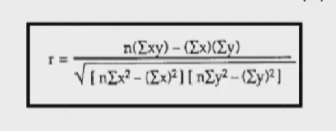 r = n(Σxy) – (Σx)(Σy)
√[ nΣx² – (Σx)²] [ nΣy² – (Σy)²]